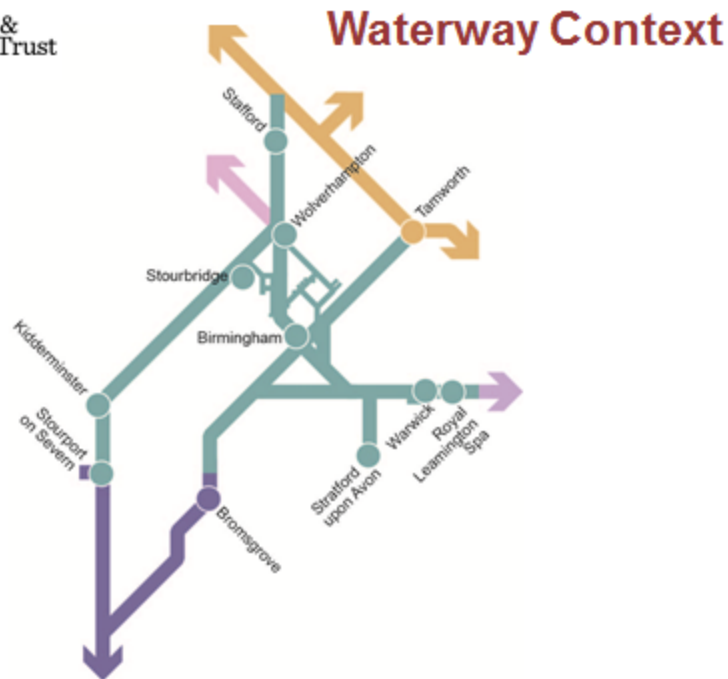 &
Trust
Waterway Context
Stafford
Wolverhampton
Tamworth
Stourbridge
Birmingham
Kidderminster
Stourport
on Severn
Warwick
Royal
Leamington
Spa
Stratford
upon Avon
Bromsgrove